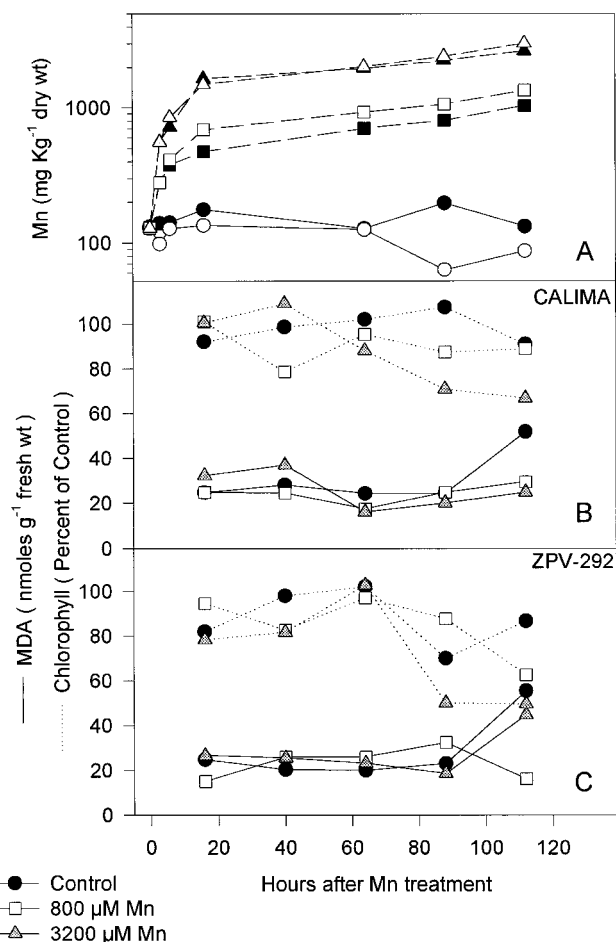 1000
100
Mn (mg Kg⁻¹ dry wt)
A
CALIMA
100
80
60
40
20
0
B
ZPV-292
100
80
60
40
20
0
C
MDA ( nmoles g⁻¹ fresh wt )
Chlorophyll ( Percent of Control )
0 20 40 60 80 100 120
Hours after Mn treatment
Control
800 µM Mn
3200 µM Mn